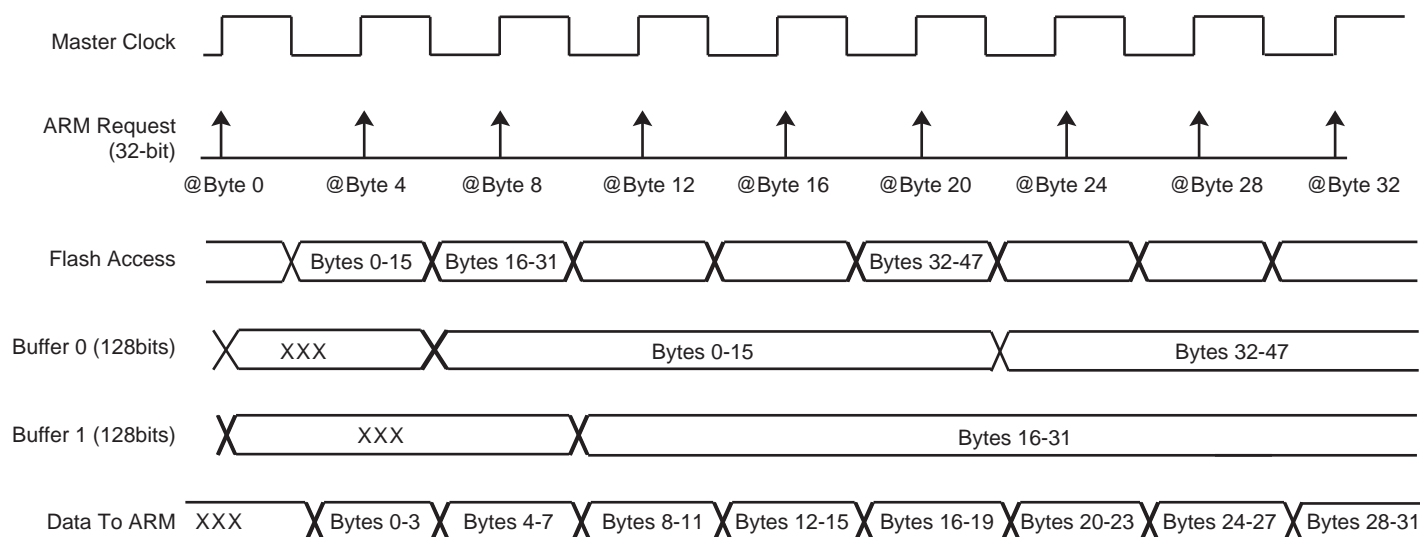 Master Clock
ARM Request
(32-bit)
@Byte 0 @Byte 4 @Byte 8 @Byte 12 @Byte 16 @Byte 20 @Byte 24 @Byte 28 @Byte 32
Flash Access Bytes 0-15 Bytes 16-31 Bytes 32-47
Buffer 0 (128bits) XXX Bytes 0-15 Bytes 32-47
Buffer 1 (128bits) XXX Bytes 16-31
Data To ARM XXX Bytes 0-3 Bytes 4-7 Bytes 8-11 Bytes 12-15 Bytes 16-19 Bytes 20-23 Bytes 24-27 Bytes 28-31